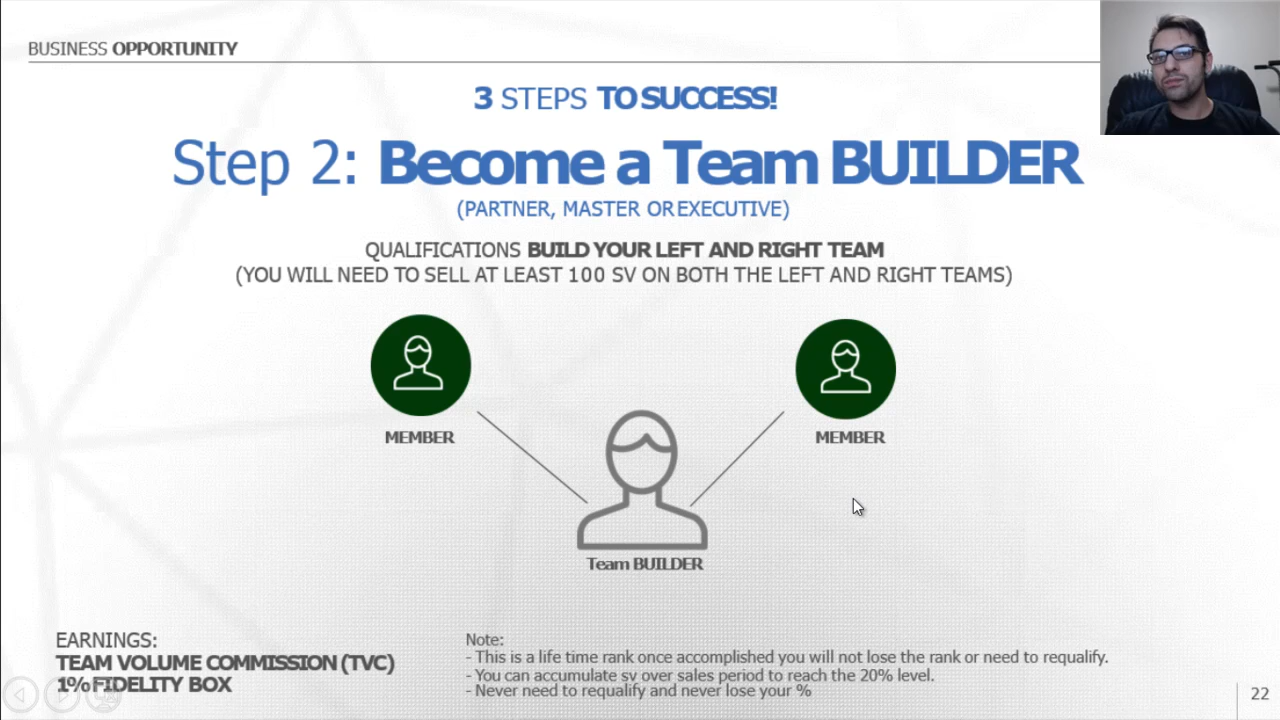 BUSINESS OPPORTUNITY
3 STEPS TO SUCCESS!
Step 2: Become a Team BUILDER
(PARTNER, MASTER OR EXECUTIVE)
QUALIFICATIONS BUILD YOUR LEFT AND RIGHT TEAM
(YOU WILL NEED TO SELL AT LEAST 100 SV ON BOTH THE LEFT AND RIGHT TEAMS)
MEMBER
MEMBER
Team BUILDER
EARNINGS:
TEAM VOLUME COMMISSION (TVC)
1% FIDELITY BOX
Note:
- This is a life time rank once accomplished you will not lose the rank or need to requalify.
- You can accumulate sv over sales period to reach the 20% level.
- Never need to requalify and never lose your %
22